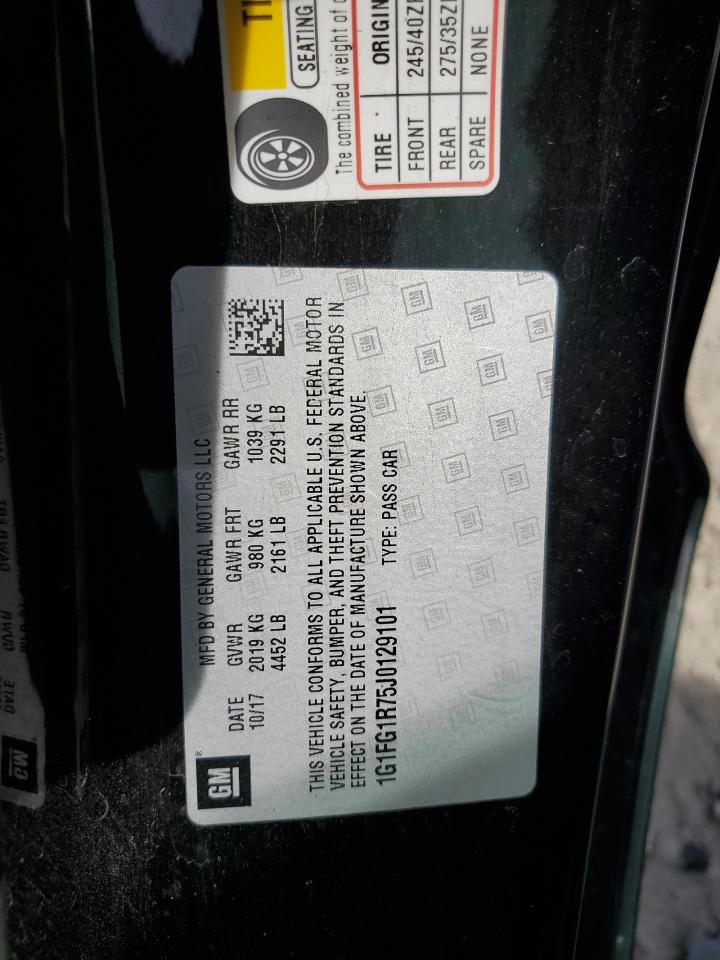 GM
®
MFD BY GENERAL MOTORS LLC
DATE GVWR GAWR FRT GAWR RR
10/17 2019 KG 980 KG 1039 KG
4452 LB 2161 LB 2291 LB
THIS VEHICLE CONFORMS TO ALL APPLICABLE U.S. FEDERAL MOTOR
VEHICLE SAFETY, BUMPER, AND THEFT PREVENTION STANDARDS IN
EFFECT ON THE DATE OF MANUFACTURE SHOWN ABOVE.
1G1FG1R75J0129101 TYPE: PASS CAR
SEATING
The combined weight of
TIRE
FRONT 245/40Z
REAR 275/35Z
SPARE NONE